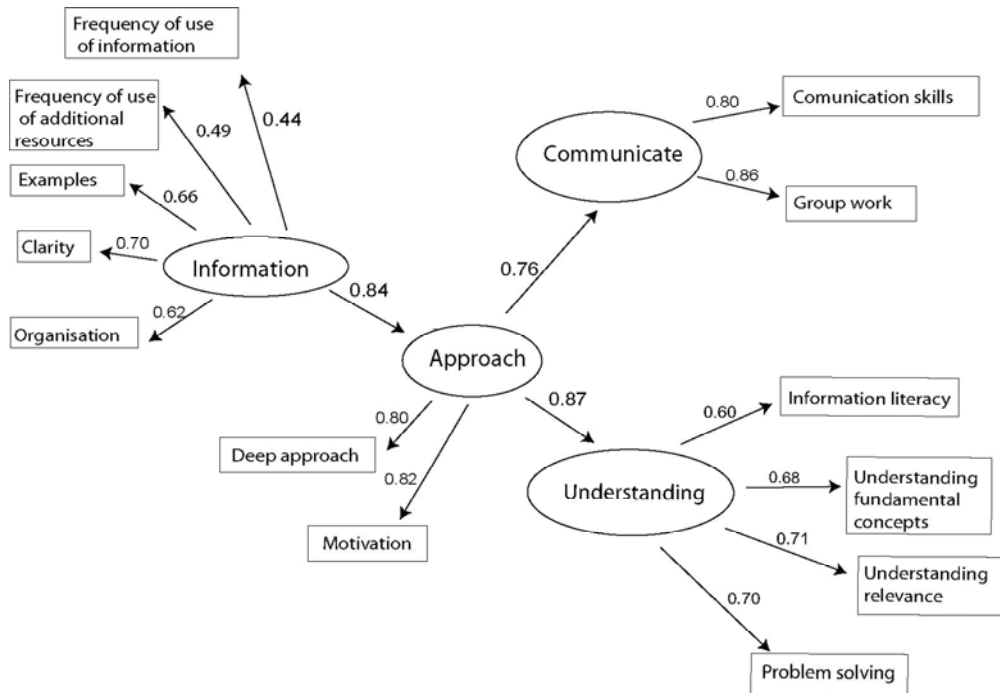 Frequency of use
of information
Frequency of use
of additional
resources
0.49
0.44
Examples
0.66
Clarity
0.70
Information
Organisation
0.62
0.84
Communicate
0.80
Comunication skills
0.86
Group work
0.76
Approach
0.80
Deep approach
0.82
Motivation
0.87
Understanding
0.60
Information literacy
0.68
Understanding
fundamental
concepts
0.71
Understanding
relevance
0.70
Problem solving